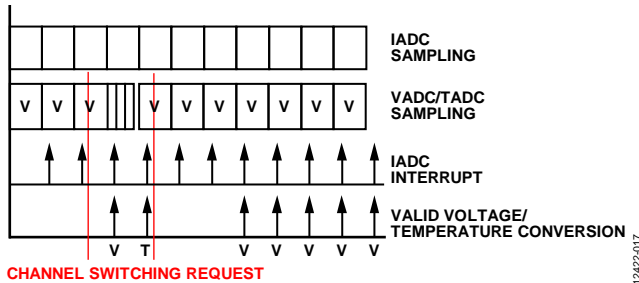 IADC
SAMPLING
V V V V V V V V V V
VADC/TADC
SAMPLING
IADC
INTERRUPT
VALID VOLTAGE/
TEMPERATURE CONVERSION
V T V V V V V
CHANNEL SWITCHING REQUEST
12422-017